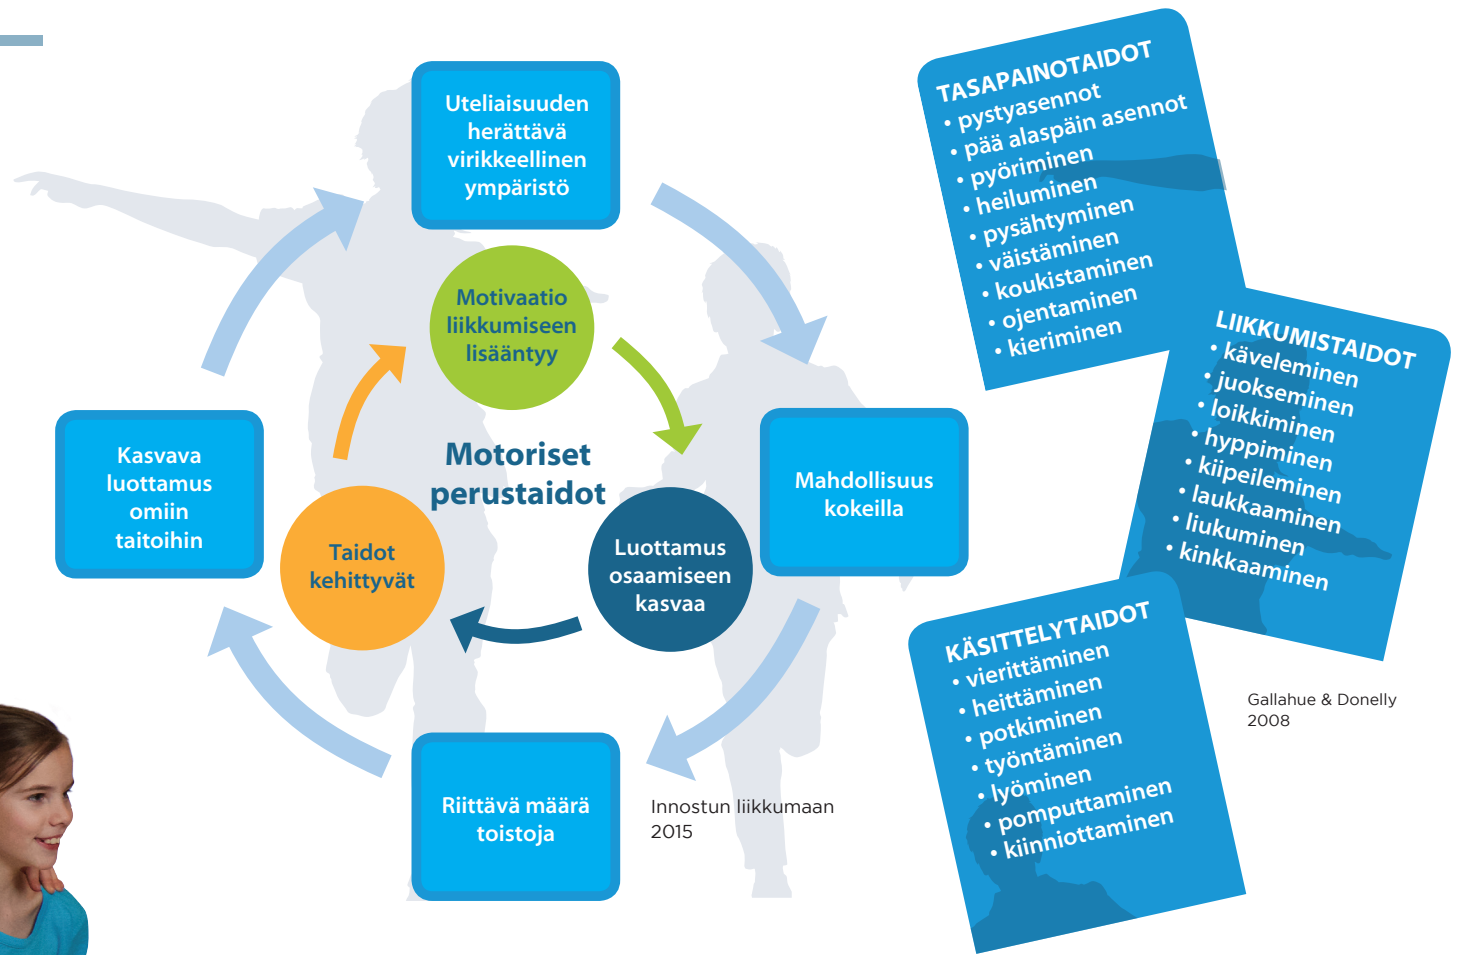 Uteliaisuuden
herättävä
virikkeellinen
ympäristö
Motivaatio
liikkumiseen
lisääntyy
Kasvava
luottamus
omiin
taitoihin
Motoriset
perustaidot
Mahdollisuus
kokeilla
Taidot
kehittyvät
Luottamus
osaamiseen
kasvaa
Riittävä määrä
toistoja
Innostun liikkumaan
2015
TASAPAINOTAIDOT
• pystyasennot
• pää alaspäin asennot
• pyöriminen
• heiluminen
• pysähtyminen
• väistäminen
• koukistaminen
• ojentaminen
• kieriminen
LIIKKUMISTAIDOT
• käveleminen
• juokseminen
• loikkiminen
• hyppiminen
• kiipeileminen
• laukkaaminen
• liukuminen
• kinkkaaminen
KÄSITTELYTAIDOT
• vierittäminen
• heittäminen
• potkiminen
• työntäminen
• lyöminen
• pomputtaminen
• kiinniottaminen
Gallahue & Donelly
2008